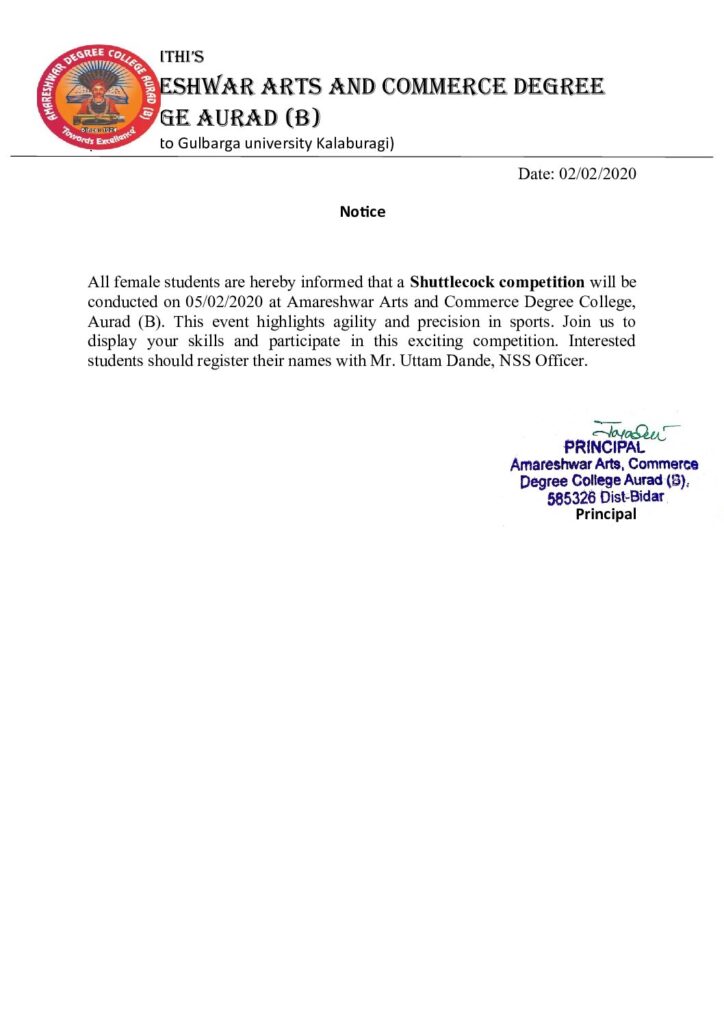 AMARESHWAR DEGREE COLLEGE AURAD (B)
"Towards Excellence"
ITHI'S
ESHWAR ARTS AND COMMERCE DEGREE
GE AURAD (B)
to Gulbarga university Kalaburagi)
Date: 02/02/2020
Notice
All female students are hereby informed that a Shuttlecock competition will be
conducted on 05/02/2020 at Amareshwar Arts and Commerce Degree College,
Aurad (B). This event highlights agility and precision in sports. Join us to
display your skills and participate in this exciting competition. Interested
students should register their names with Mr. Uttam Dande, NSS Officer.
PRINCIPAL
Amareshwar Arts, Commerce
Degree College Aurad (B),
585326 Dist-Bidar
Principal